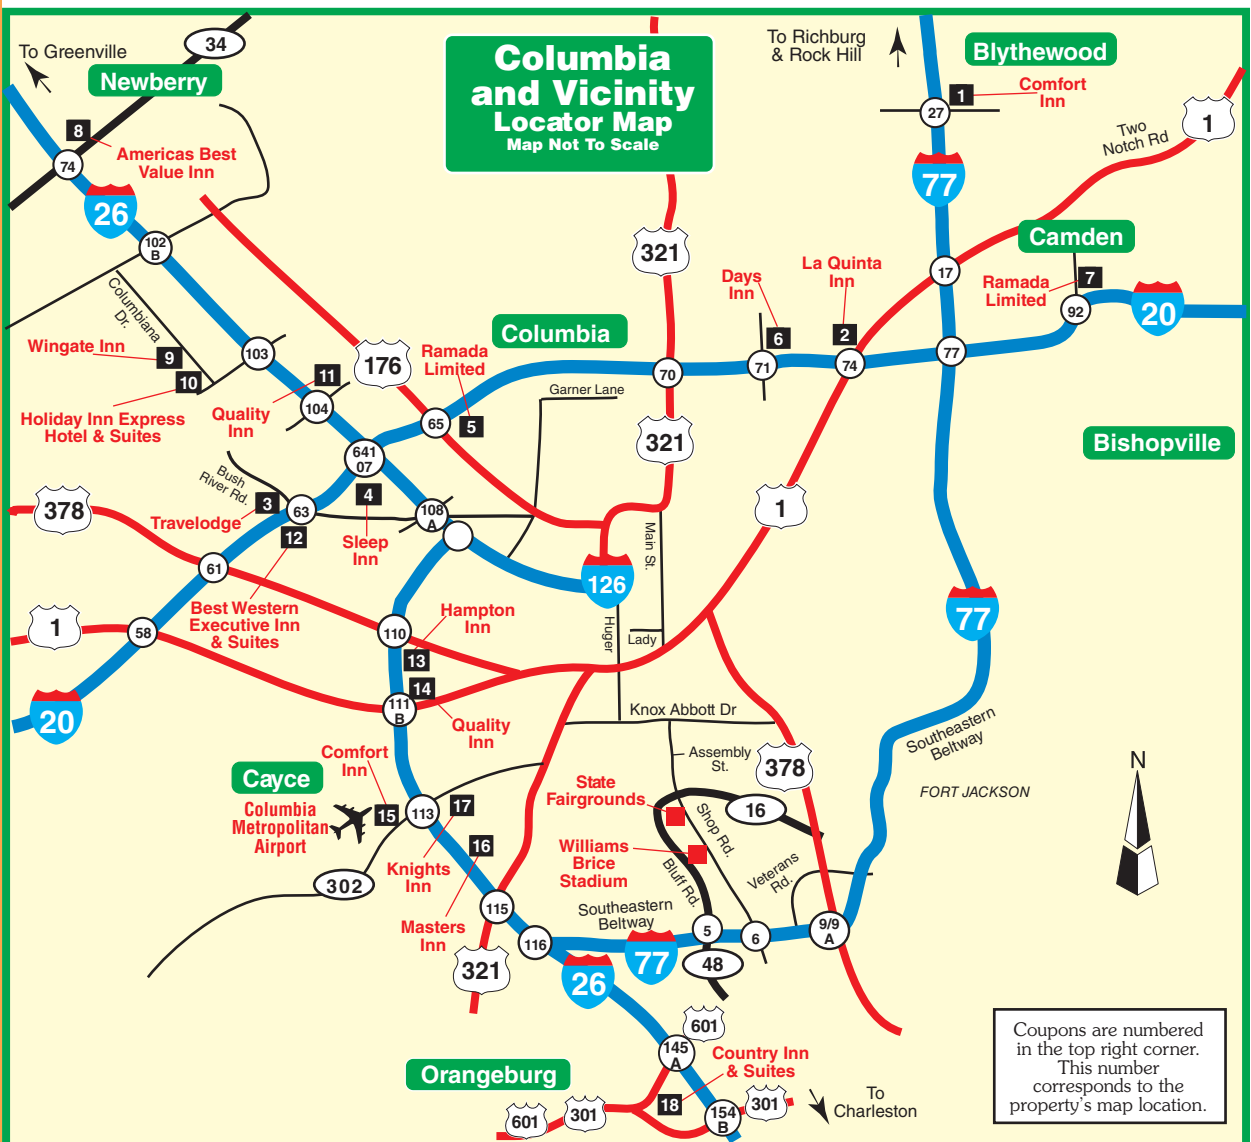 To Greenville
34
Newberry
Columbia
and Vicinity
Locator Map
Map Not To Scale
To Richburg
& Rock Hill
Blythewood
1
Comfort
Inn
27
1
Two
Notch Rd
8
Americas Best
Value Inn
74
26
77
102
B
321
Camden
Columbiana
Dr.
Days
Inn
La Quinta
Inn
17
Ramada
Limited
7
92
20
Wingate Inn
9
10
103
176
Columbia
Ramada
Limited
6
2
71
74
77
70
11
104
Holiday Inn Express
Hotel & Suites
Quality
Inn
65
5
Garner Lane
321
Bishopville
641
07
Bush
River Rd.
378
3
63
4
108
A
1
Travelodge
12
Sleep
Inn
Main St.
61
126
Best Western
Executive Inn
& Suites
Hampton
Inn
1
58
110
Huger
Lady
77
13
14
20
111
B
Quality
Inn
Knox Abbott Dr
Southeastern
Beltway
Comfort
Inn
Assembly
St.
378
Cayce
State
Fairgrounds
16
FORT JACKSON
N
Columbia
Metropolitan
Airport
15
113
17
Shop Rd.
16
Williams
Brice
Stadium
Bluff Rd.
Veterans
Rd.
302
Knights
Inn
115
Southeastern
Beltway
Masters
Inn
116
5
6
9/9
A
321
77
48
26
601
Coupons are numbered
in the top right corner.
This number
corresponds to the
property's map location.
145
A
Country Inn
& Suites
Orangeburg
18
To
Charleston
601
301
154
B
301